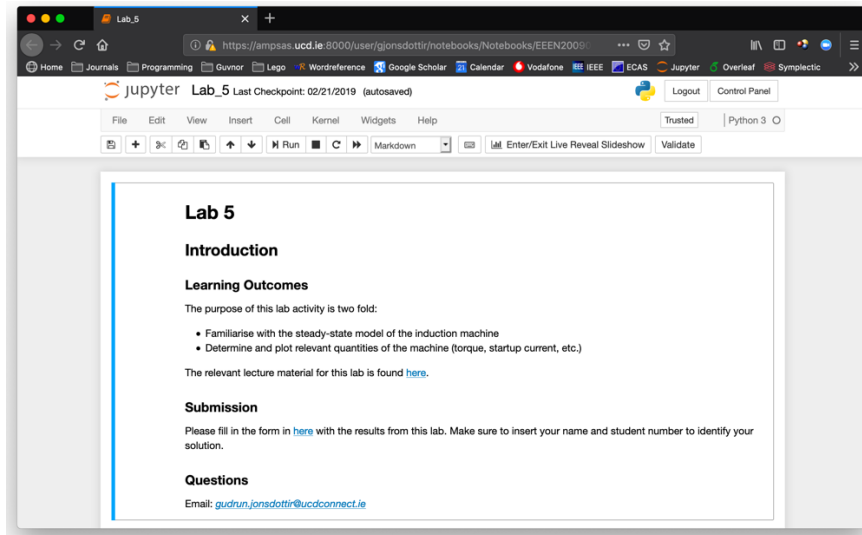 Lab_5
https://ampsas.ucd.ie:8000/user/gjonsdottir/notebooks/Notebooks/EEEN2009
Home Journals Programming Guvnor Lego Wordreference Google Scholar 21 Calendar Vodafone IEEE IEEE ECAS Jupyter Overleaf Symplectic
jupyter Lab_5 Last Checkpoint: 02/21/2019 (autosaved) Logout Control Panel
File Edit View Insert Cell Kernel Widgets Help Trusted Python 3
Run Markdown Enter/Exit Live Reveal Slideshow Validate
Lab 5
Introduction
Learning Outcomes
The purpose of this lab activity is two fold:
• Familiarise with the steady-state model of the induction machine
• Determine and plot relevant quantities of the machine (torque, startup current, etc.)
The relevant lecture material for this lab is found here.
Submission
Please fill in the form in here with the results from this lab. Make sure to insert your name and student number to identify your
solution.
Questions
Email: gudrun.jonsdottir@ucdconnect.ie